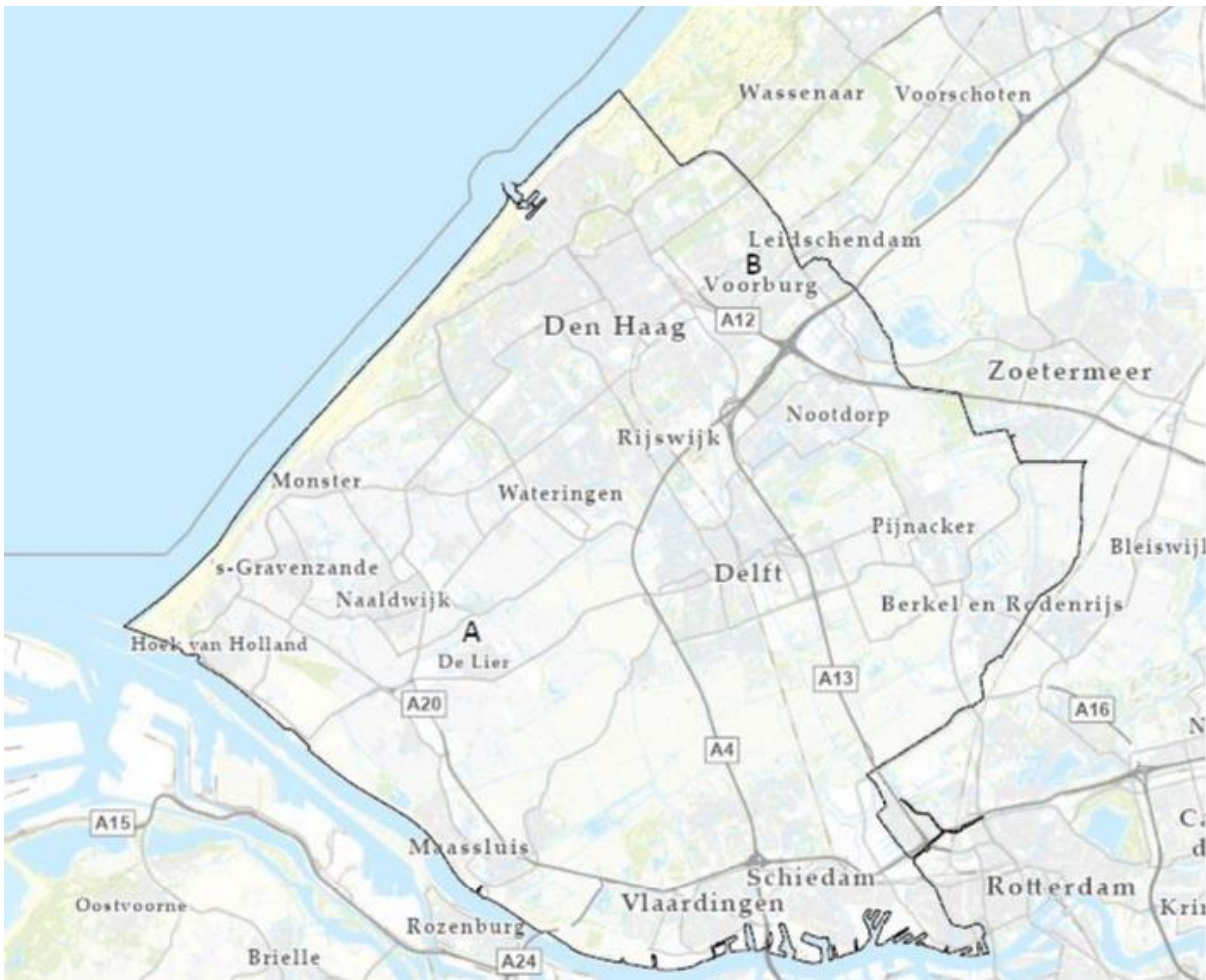 Wassenaar
Voorschoten
Leidschendam
B
Voorburg
Den Haag
A12
Zoetermeer
Nootdorp
Rijswijk
Monster
Wateringen
Pijnacker
Bleiswijk
's-Gravenzande
Delft
Naaldwijk
Berkel en Rodenrijs
A
Hoek van Holland
De Lier
A13
A20
A16
N
A4
A15
Ca
d
Maassluis
Schiedam
Rotterdam
Vlaardingen
Oostvoorne
Krin
Rozenburg
Brielle
A24